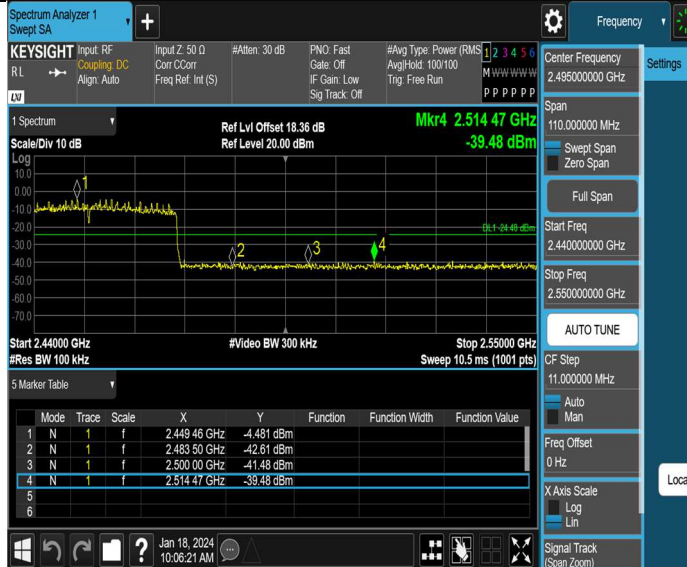 Spectrum Analyzer 1
Swept SA
+
Frequency
KEYSIGHT
RL
LXI
Input: RF
Coupling: DC
Align: Auto
Input Z: 50 Ω
Corr CCorr
Freq Ref: Int (S)
#Atten: 30 dB
PNO: Fast
Gate: Off
IF Gain: Low
Sig Track: Off
#Avg Type: Power (RMS
Avg|Hold: 100/100
Trig: Free Run
1 2 3 4 5 6
M W W W W W
P P P P P P
1 Spectrum
Scale/Div 10 dB
Ref Lvl Offset 18.36 dB
Ref Level 20.00 dBm
Mkr4 2.514 47 GHz
-39.48 dBm
Log
10.0
0.00
-10.0
-20.0
-30.0
-40.0
-50.0
-60.0
-70.0
1
2
3
4
DL1 -24.48 dBm
Start 2.44000 GHz
#Video BW 300 kHz
Stop 2.55000 GHz
#Res BW 100 kHz
Sweep 10.5 ms (1001 pts)
5 Marker Table
Mode Trace Scale X Y Function Function Width Function Value
1 N 1 f 2.449 46 GHz -4.481 dBm
2 N 1 f 2.483 50 GHz -42.61 dBm
3 N 1 f 2.500 00 GHz -41.48 dBm
4 N 1 f 2.514 47 GHz -39.48 dBm
5
6
?
Jan 18, 2024
10:06:21 AM
Center Frequency
2.495000000 GHz
Settings
Span
110.000000 MHz
Swept Span
Zero Span
Full Span
Start Freq
2.440000000 GHz
Stop Freq
2.550000000 GHz
AUTO TUNE
CF Step
11.000000 MHz
Auto
Man
Freq Offset
0 Hz
X Axis Scale
Log
Lin
Loca
Signal Track
(Span Zoom)